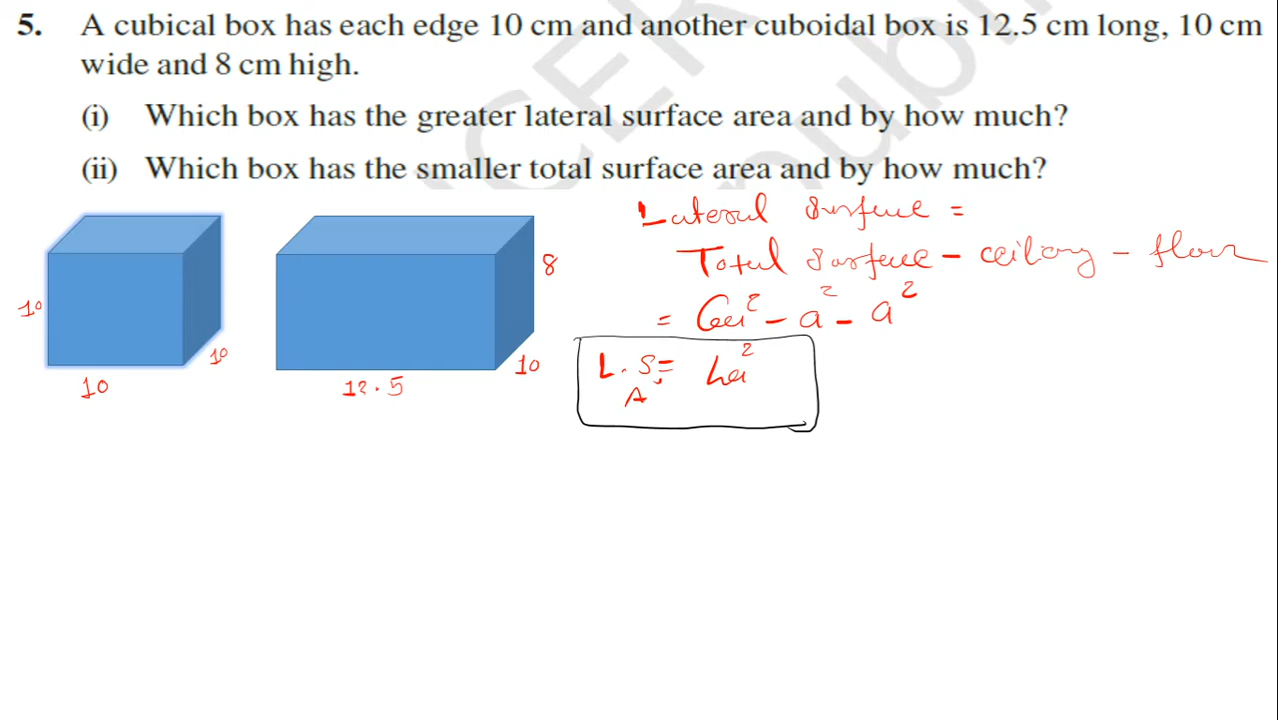 5. A cubical box has each edge 10 cm and another cuboidal box is 12.5 cm long, 10 cm
wide and 8 cm high.
(i) Which box has the greater lateral surface area and by how much?
(ii) Which box has the smaller total surface area and by how much?
Lateral Surface =
Total Surface - ceiling - floor
= 6a² - a² - a²
L.S.A = 4a²
10
10
10
8
10
12.5